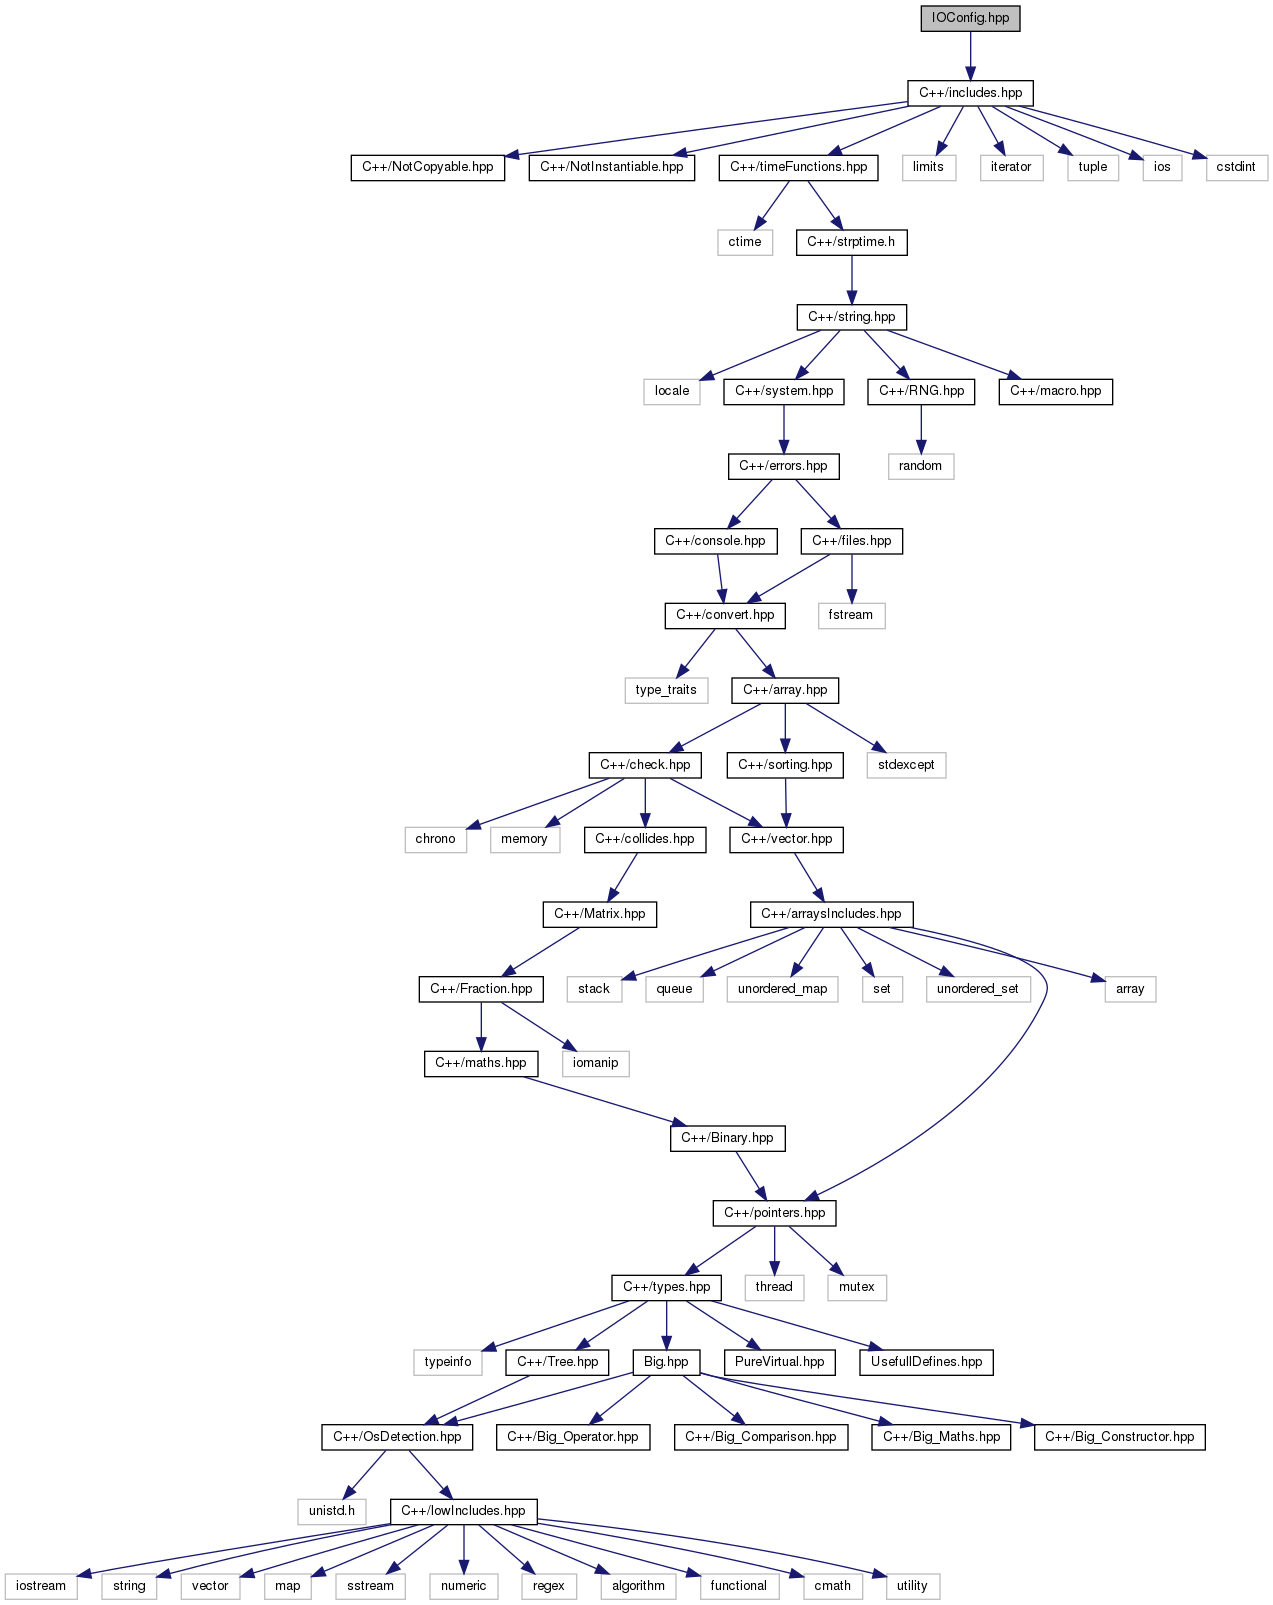 IOConfig.hpp
C++/includes.hpp
C++/NotCopyable.hpp
C++/NotInstantiable.hpp
C++/timeFunctions.hpp
limits
iterator
tuple
ios
cstdint
ctime
C++/strptime.h
C++/string.hpp
locale
C++/system.hpp
C++/RNG.hpp
C++/macro.hpp
C++/errors.hpp
random
C++/console.hpp
C++/files.hpp
C++/convert.hpp
fstream
type_traits
C++/array.hpp
C++/check.hpp
C++/sorting.hpp
stdexcept
chrono
memory
C++/collides.hpp
C++/vector.hpp
C++/Matrix.hpp
C++/arraysIncludes.hpp
C++/Fraction.hpp
stack
queue
unordered_map
set
unordered_set
array
C++/maths.hpp
iomanip
C++/Binary.hpp
C++/pointers.hpp
C++/types.hpp
thread
mutex
typeinfo
C++/Tree.hpp
Big.hpp
PureVirtual.hpp
UsefullDefines.hpp
C++/OsDetection.hpp
C++/Big_Operator.hpp
C++/Big_Comparison.hpp
C++/Big_Maths.hpp
C++/Big_Constructor.hpp
unistd.h
C++/lowIncludes.hpp
iostream
string
vector
map
sstream
numeric
regex
algorithm
functional
cmath
utility